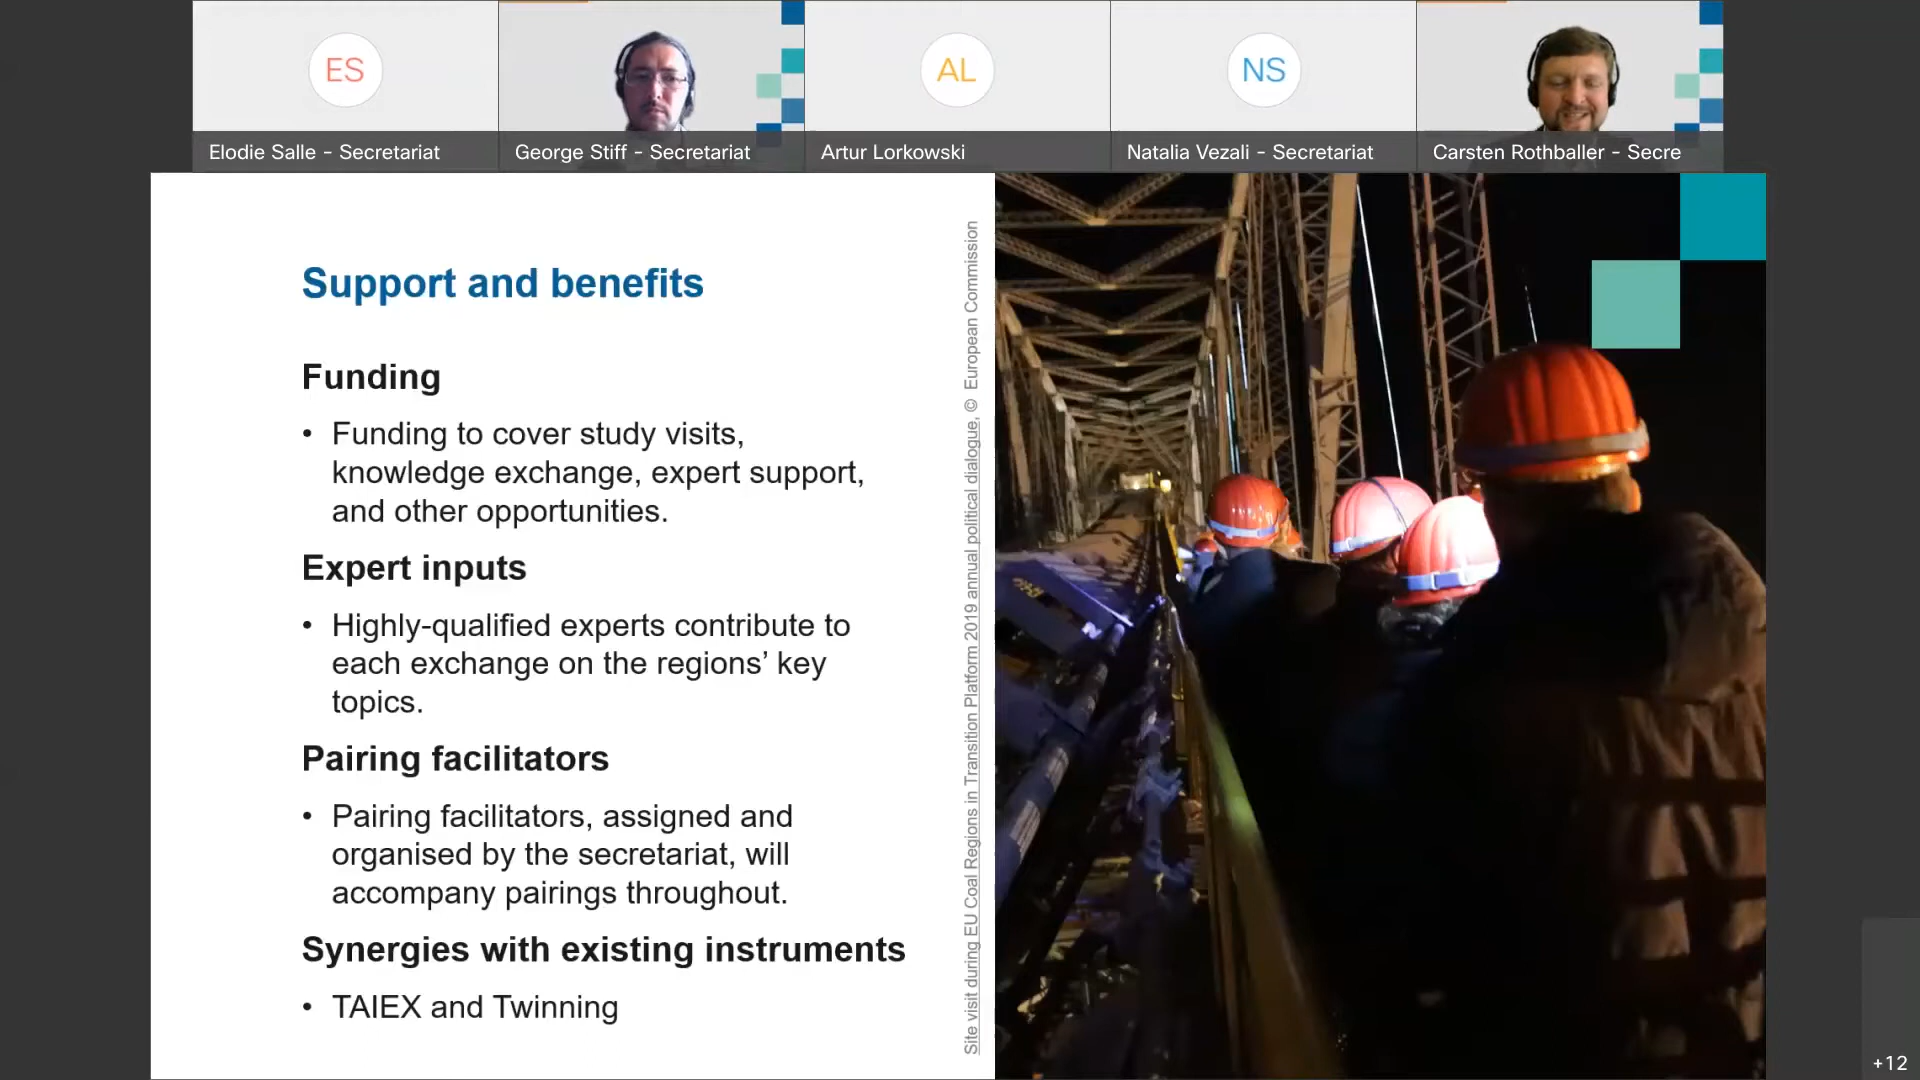 ES
AL
NS
Elodie Salle - Secretariat
George Stiff - Secretariat
Artur Lorkowski
Natalia Vezali - Secretariat
Carsten Rothballer - Secre
Support and benefits
Funding
• Funding to cover study visits,
knowledge exchange, expert support,
and other opportunities.
Expert inputs
• Highly-qualified experts contribute to
each exchange on the regions’ key
topics.
Pairing facilitators
• Pairing facilitators, assigned and
organised by the secretariat, will
accompany pairings throughout.
Synergies with existing instruments
• TAIEX and Twinning
Site visit during EU Coal Regions in Transition Platform 2019 annual political dialogue, © European Commission
+12